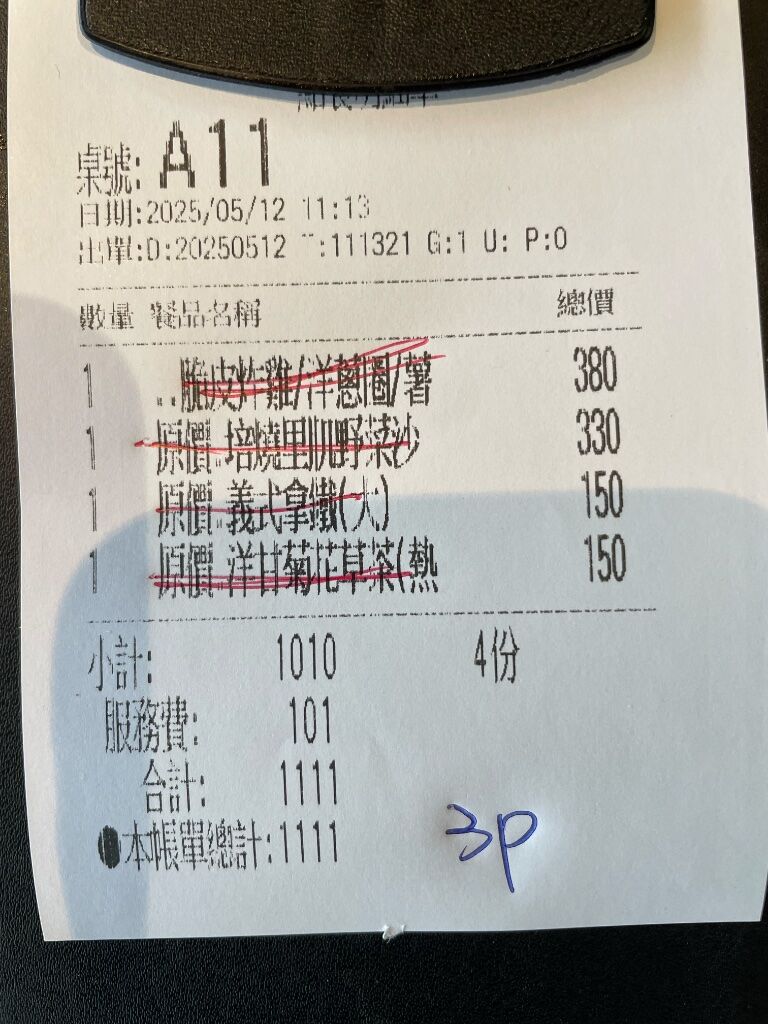 桌號: A11
日期:2025/05/12 11:13
出單:D:20250512 T:111321 G:1 U: P:0
數量 餐品名稱 總價
1 ..脆皮炸雞/洋蔥圈/薯 380
1 原價..培燒里肌野菜沙 330
1 原價..義式拿鐵(大) 150
1 原價..洋甘菊花草茶(熱 150
小計: 1010 4份
服務費: 101
合計: 1111
●本帳單總計:1111
3P